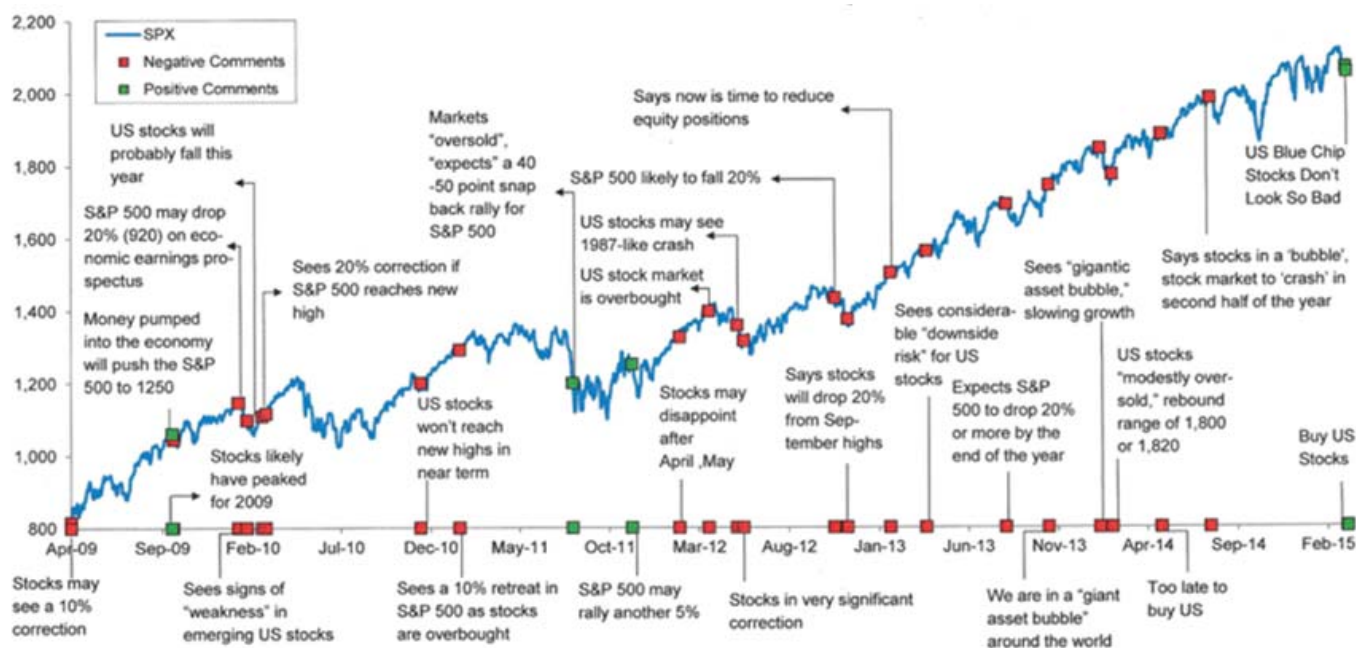 2,200
2,000
1,800
1,600
1,400
1,200
1,000
800
SPX
Negative Comments
Positive Comments
US stocks will
probably fall this
year
S&P 500 may drop
20% (920) on eco-
nomic earnings pro-
spectus
Money pumped
into the economy
will push the S&P
500 to 1250
Sees 20% correction if
S&P 500 reaches new
high
Stocks likely
have peaked
for 2009
Markets
"oversold",
"expects" a 40
-50 point snap
back rally for
S&P 500
US stocks
won't reach
new highs in
near term
Says now is time to reduce
equity positions
S&P 500 likely to fall 20%
US stocks may see
1987-like crash
US stock market
is overbought
Stocks may
disappoint
after
April ,May
Says stocks
will drop 20%
from Sep-
tember highs
Sees considera-
ble "downside
risk" for US
stocks
Expects S&P
500 to drop 20%
or more by the
end of the year
Sees "gigantic
asset bubble,"
slowing growth
US stocks
"modestly over-
sold," rebound
range of 1,800
or 1,820
Says stocks in a 'bubble',
stock market to 'crash' in
second half of the year
US Blue Chip
Stocks Don't
Look So Bad
Buy US
Stocks
Apr-09
Sep-09
Feb-10
Jul-10
Dec-10
May-11
Oct-11
Mar-12
Aug-12
Jan-13
Jun-13
Nov-13
Apr-14
Sep-14
Feb-15
Stocks may
see a 10%
correction
Sees signs of
"weakness" in
emerging US stocks
Sees a 10% retreat in
S&P 500 as stocks
are overbought
S&P 500 may
rally another 5%
Stocks in very significant
correction
We are in a "giant
asset bubble"
around the world
Too late to
buy US